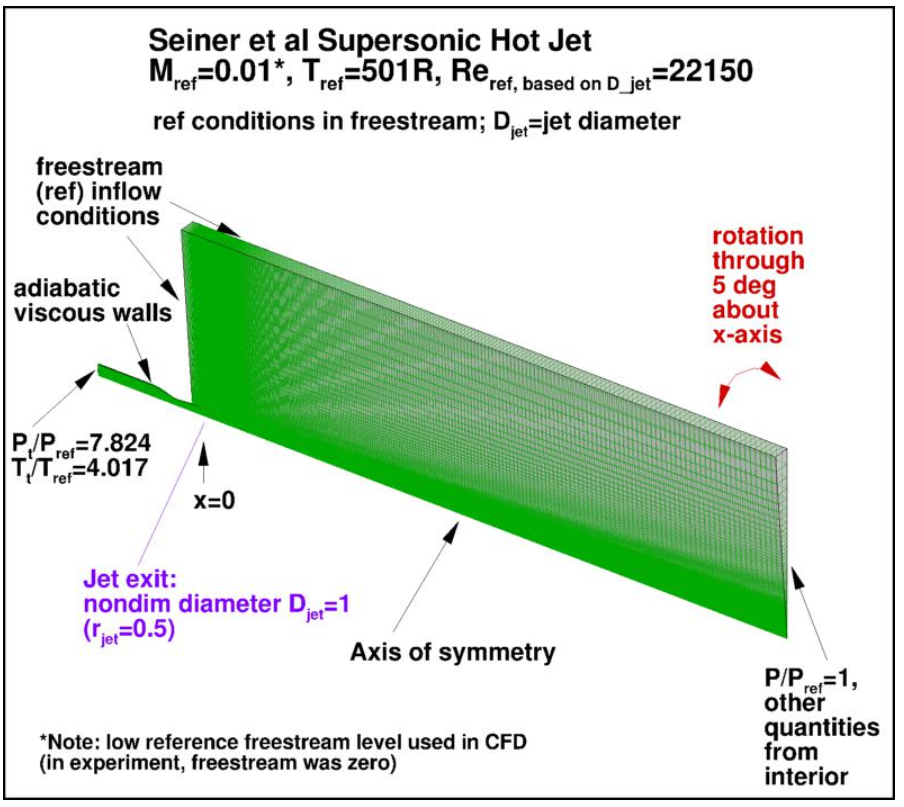 Seiner et al Supersonic Hot Jet
Mref=0.01*, Tref=501R, Reref, based on D_jet=22150
ref conditions in freestream; Djet=jet diameter
freestream
(ref) inflow
conditions
rotation
through
5 deg
about
x-axis
adiabatic
viscous walls
Pt/Pref=7.824
Tt/Tref=4.017
x=0
Jet exit:
nondim diameter Djet=1
(rjet=0.5)
Axis of symmetry
P/Pref=1,
other
quantities
from
interior
*Note: low reference freestream level used in CFD
(in experiment, freestream was zero)